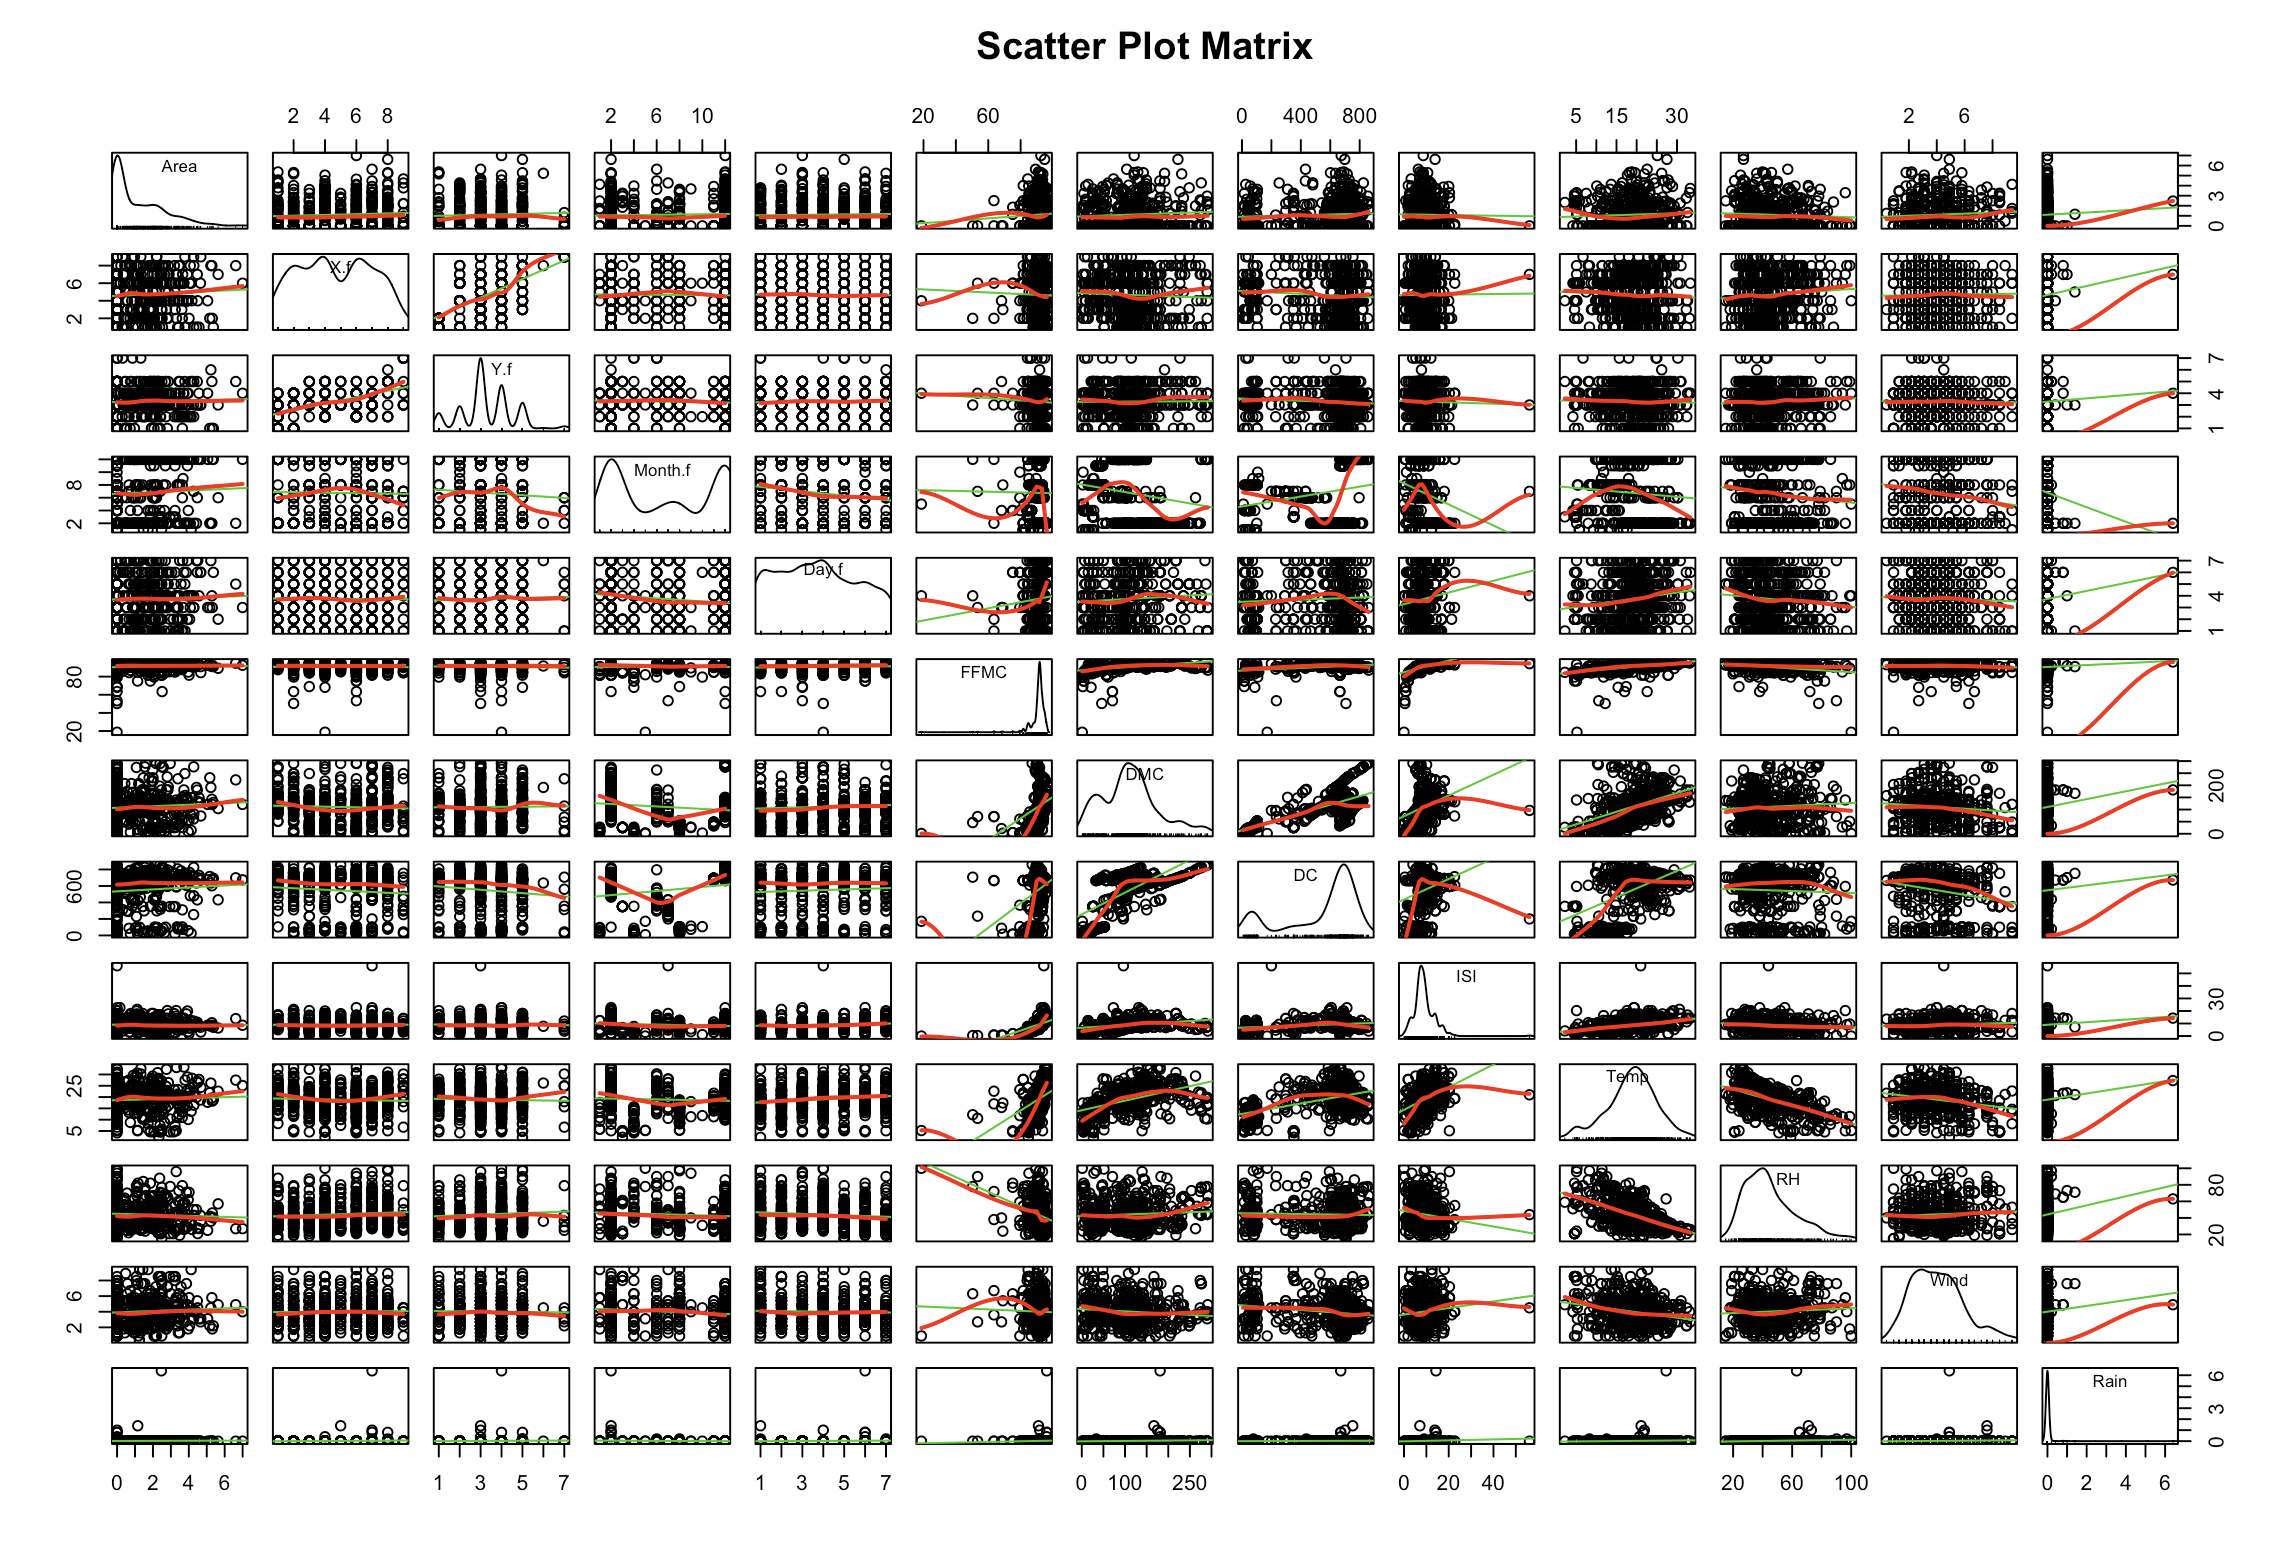 Scatter Plot Matrix
2 4 6 8 2 6 10 20 60 0 400 800 5 15 30 2 6
Area 0 3 6
X.f 2 6
Y.f 1 4 7
Month.f 2 8
Day.f 1 4 7
FFMC 20 80
DMC 0 200
DC 0 600
ISI 0 30
Temp 5 25
RH 20 80
Wind 2 6
Rain 0 3 6
0 2 4 6 1 3 5 7 1 3 5 7 0 100 250 0 20 40 20 60 100 0 2 4 6